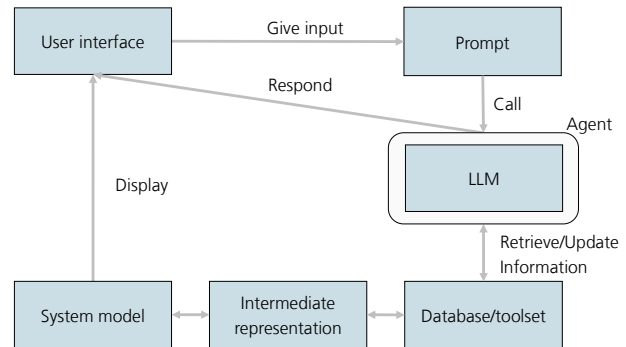 User interface
Give input
Prompt
Respond
Call
Agent
LLM
Display
Retrieve/Update
Information
System model
Intermediate
representation
Database/toolset